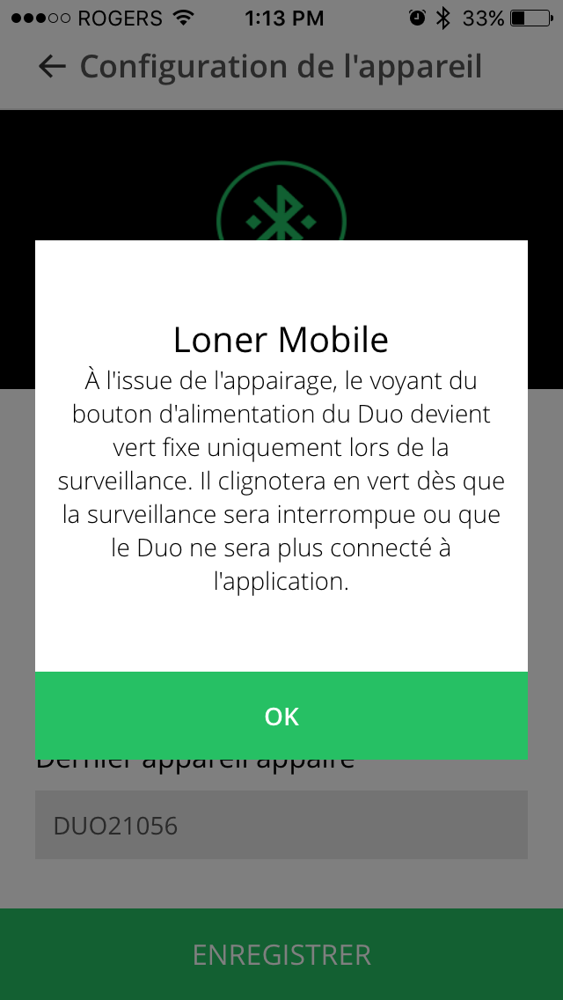 ROGERS 1:13 PM 33%
Configuration de l'appareil
Loner Mobile
À l'issue de l'appairage, le voyant du
bouton d'alimentation du Duo devient
vert fixe uniquement lors de la
surveillance. Il clignotera en vert dès que
la surveillance sera interrompue ou que
le Duo ne sera plus connecté à
l'application.
OK
Dernier appareil appairé
DUO21056
ENREGISTRER